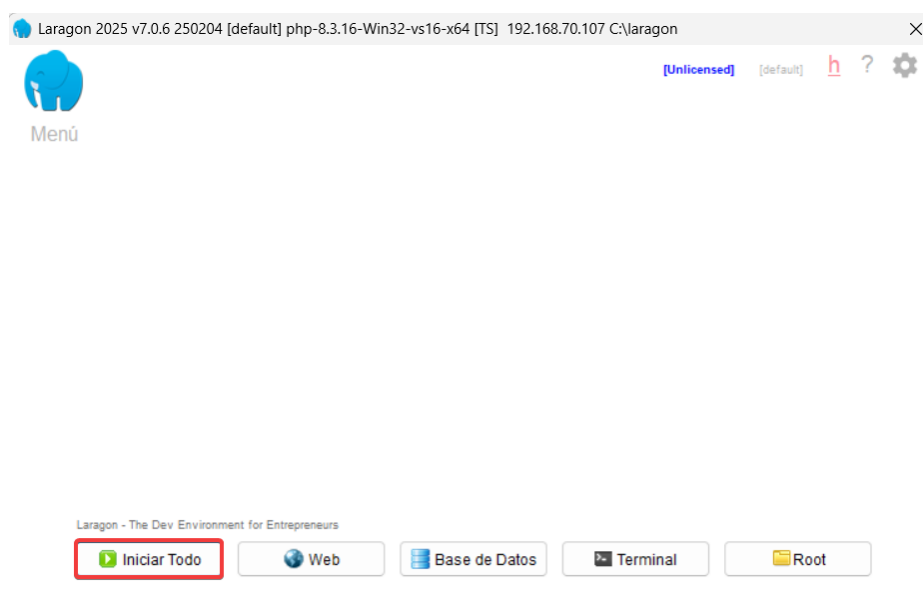 Laragon 2025 v7.0.6 250204 [default] php-8.3.16-Win32-vs16-x64 [TS] 192.168.70.107 C:\laragon
[Unlicensed] [default] h ?
Menú
Laragon - The Dev Environment for Entrepreneurs
Iniciar Todo Web Base de Datos Terminal Root